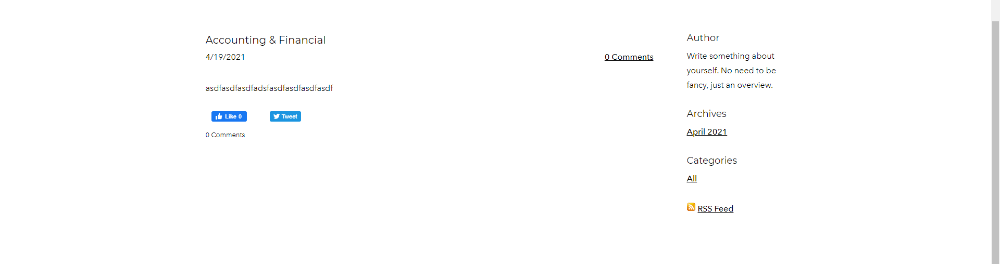 Accounting & Financial
4/19/2021
0 Comments
asdfasdfasdfadsfasdfasdfasdfasdf
Like 0
Tweet
0 Comments
Author
Write something about
yourself. No need to be
fancy, just an overview.
Archives
April 2021
Categories
All
RSS Feed